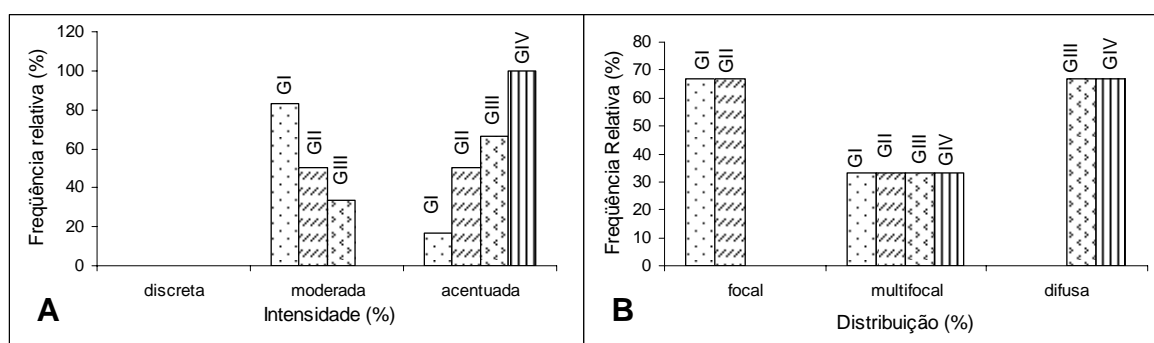 Freqüência relativa (%)
120
100
80
60
40
20
0
GI
GII
GIII
GI
GII
GIII
GIV
discreta
moderada
acentuada
Intensidade (%)
A
Freqüência Relativa (%)
80
70
60
50
40
30
20
10
0
GI
GII
GI
GII
GIII
GIV
GIII
GIV
focal
multifocal
difusa
Distribuição (%)
B